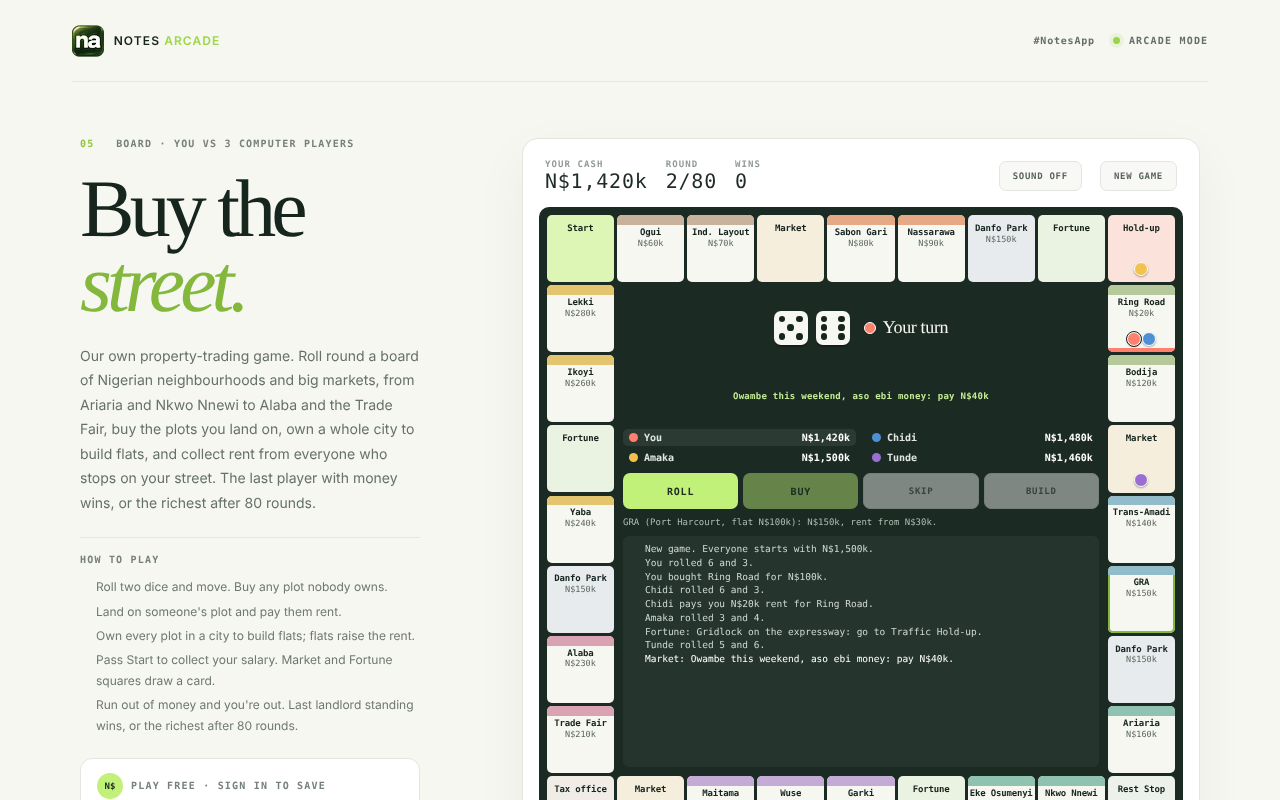 na NOTES ARCADE
#NotesApp ARCADE MODE
05 BOARD · YOU VS 3 COMPUTER PLAYERS
Buy the
street.
Our own property-trading game. Roll round a board
of Nigerian neighbourhoods and big markets, from
Ariaria and Nkwo Nnewi to Alaba and the Trade
Fair, buy the plots you land on, own a whole city to
build flats, and collect rent from everyone who
stops on your street. The last player with money
wins, or the richest after 80 rounds.
HOW TO PLAY
Roll two dice and move. Buy any plot nobody owns.
Land on someone's plot and pay them rent.
Own every plot in a city to build flats; flats raise the rent.
Pass Start to collect your salary. Market and Fortune
squares draw a card.
Run out of money and you're out. Last landlord standing
wins, or the richest after 80 rounds.
N$ PLAY FREE · SIGN IN TO SAVE
YOUR CASH ROUND WINS
N$1,420k 2/80 0
SOUND OFF NEW GAME
Start Ogui Ind. Layout Market Sabon Gari Nassarawa Danfo Park Fortune Hold-up
N$60k N$70k N$80k N$90k N$150k
Lekki Ring Road
N$280k N$20k
Your turn
Ikoyi Bodija
N$260k N$120k
Owambe this weekend, aso ebi money: pay N$40k
Fortune Market
You N$1,420k Chidi N$1,480k
Amaka N$1,500k Tunde N$1,460k
ROLL BUY SKIP BUILD
Yaba Trans-Amadi
N$240k N$140k
GRA (Port Harcourt, flat N$100k): N$150k, rent from N$30k.
Danfo Park GRA
N$150k N$150k
New game. Everyone starts with N$1,500k.
You rolled 6 and 3.
You bought Ring Road for N$100k.
Chidi rolled 6 and 3.
Chidi pays you N$20k rent for Ring Road.
Amaka rolled 3 and 4.
Fortune: Gridlock on the expressway: go to Traffic Hold-up.
Tunde rolled 5 and 6.
Market: Owambe this weekend, aso ebi money: pay N$40k.
Alaba Danfo Park
N$230k N$150k
Trade Fair Ariaria
N$210k N$160k
Tax office Market Maitama Wuse Garki Fortune Eke Osumenyi Nkwo Nnewi Rest Stop